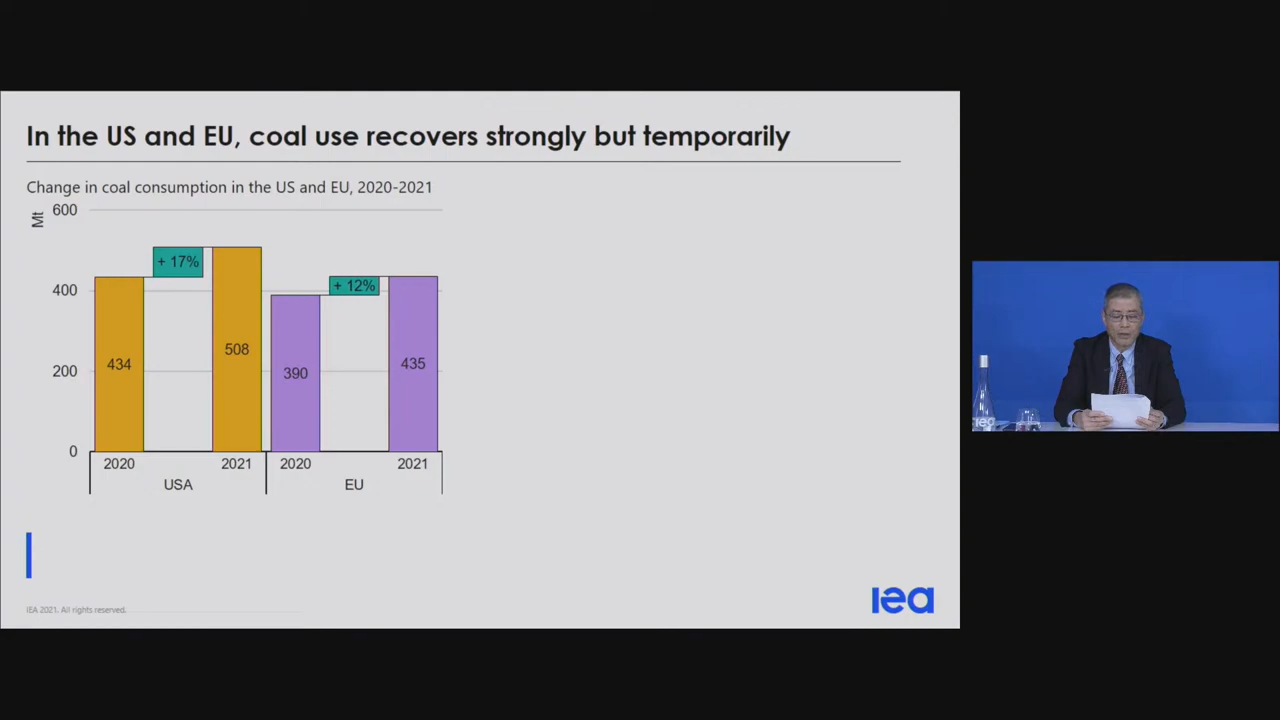 In the US and EU, coal use recovers strongly but temporarily
Change in coal consumption in the US and EU, 2020-2021
Mt
600
400
200
0
+ 17%
+ 12%
434
508
390
435
2020
2021
2020
2021
USA
EU
IEA 2021. All rights reserved.
iea
iea